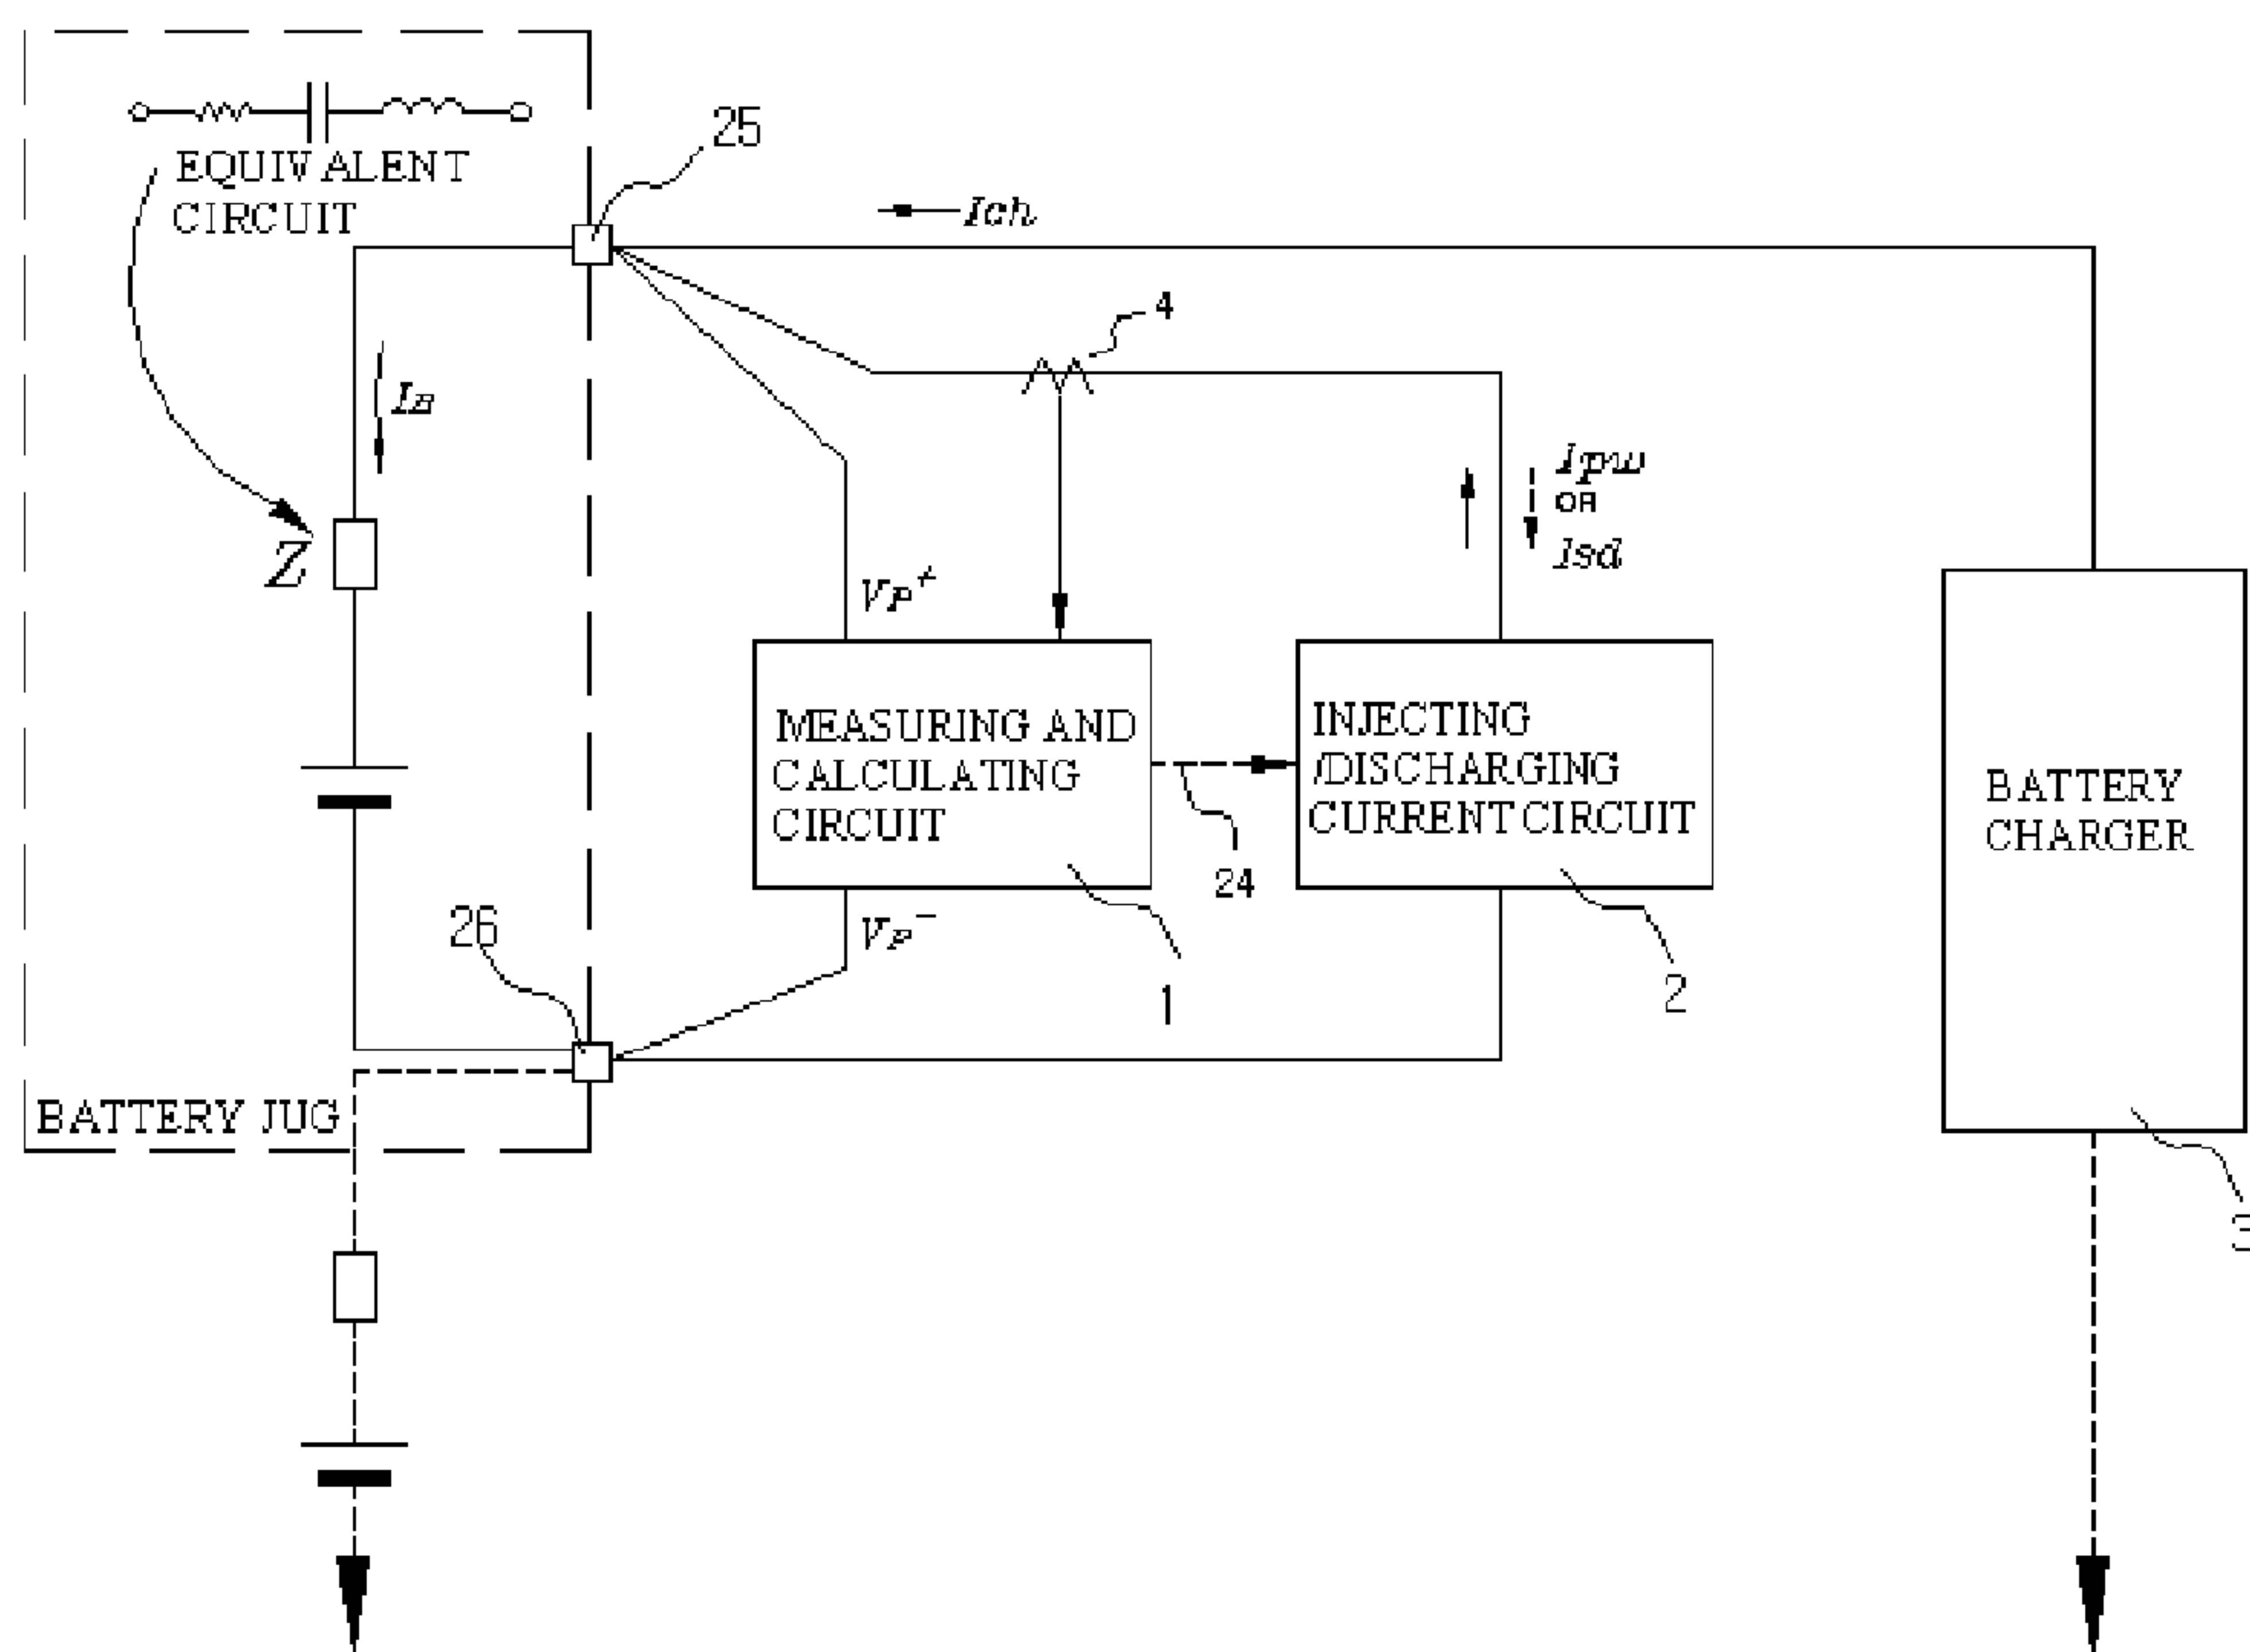 EQUIVALENT
CIRCUIT
25
Ich
4
IB
Ipw
OR
Isd
Z
VP+
MEASURING AND
CALCULATING
CIRCUIT
INJECTING
/DISCHARGING
CURRENT CIRCUIT
BATTERY
CHARGER
24
26
VP-
1
2
BATTERY JUG
3